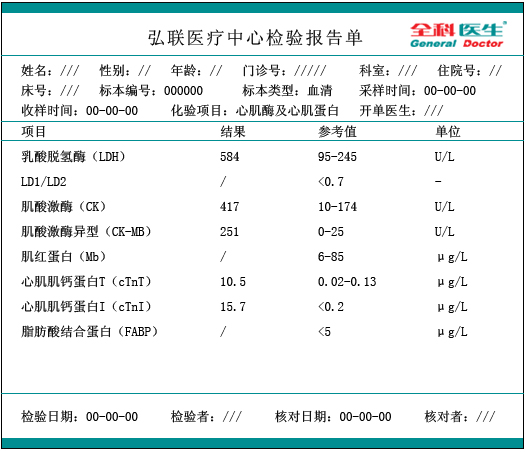 弘联医疗中心检验报告单
全科医生®
General Doctor
姓名：/// 性别：// 年龄：// 门诊号：///// 科室：/// 住院号：//
床号：/// 标本编号：000000 标本类型：血清 采样时间：00-00-00
收样时间：00-00-00 化验项目：心肌酶及心肌蛋白 开单医生：///
项目 结果 参考值 单位
乳酸脱氢酶（LDH） 584 95-245 U/L
LD1/LD2 / <0.7 -
肌酸激酶（CK） 417 10-174 U/L
肌酸激酶异型（CK-MB） 251 0-25 U/L
肌红蛋白（Mb） / 6-85 μg/L
心肌肌钙蛋白T（cTnT） 10.5 0.02-0.13 μg/L
心肌肌钙蛋白I（cTnI） 15.7 <0.2 μg/L
脂肪酸结合蛋白（FABP） / <5 μg/L
检验日期：00-00-00 检验者：/// 核对日期：00-00-00 核对者：///